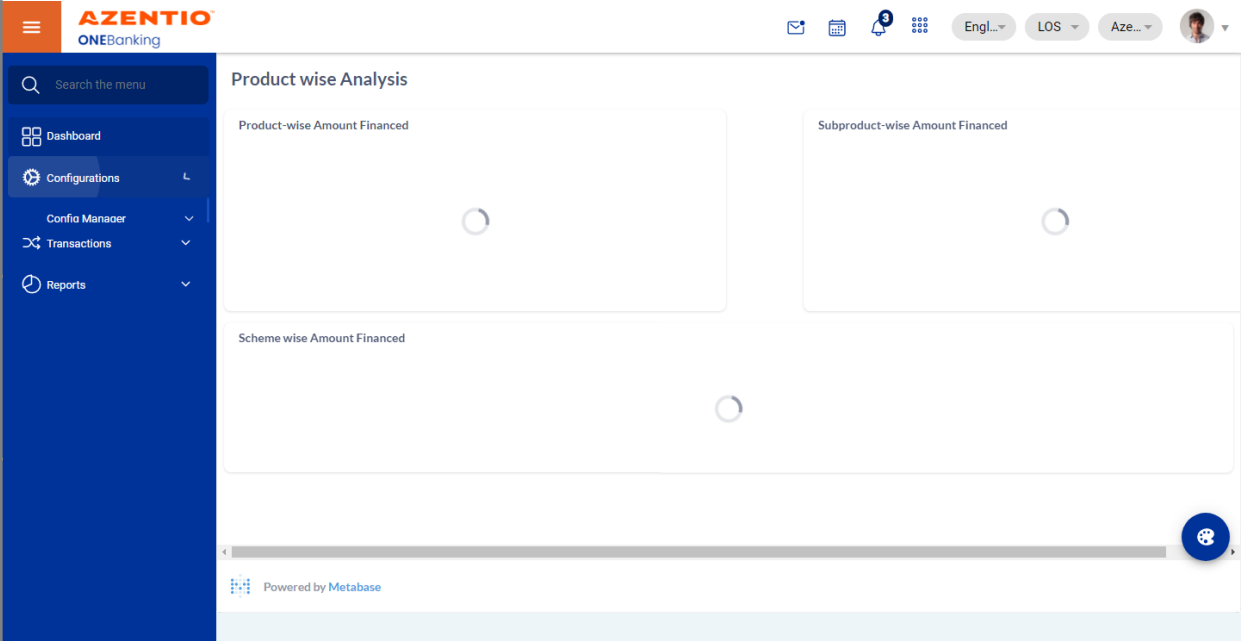 AZENTIO™
ONEBanking
3
Engl...
LOS
Aze...
Search the menu
Dashboard
Configurations
Config Manager
Transactions
Reports
Product wise Analysis
Product-wise Amount Financed
Subproduct-wise Amount Financed
Scheme wise Amount Financed
Powered by Metabase